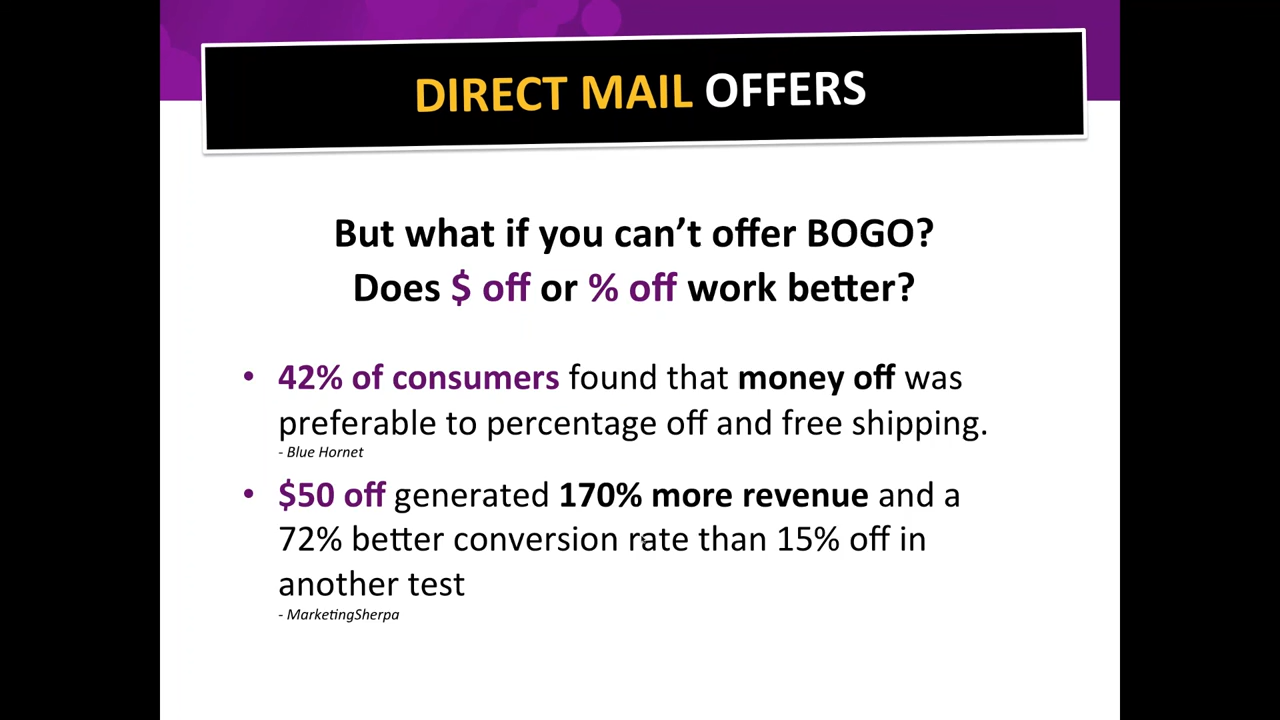 DIRECT MAIL OFFERS
But what if you can't offer BOGO?
Does $ off or % off work better?
• 42% of consumers found that money off was
preferable to percentage off and free shipping.
- Blue Hornet
• $50 off generated 170% more revenue and a
72% better conversion rate than 15% off in
another test
- MarketingSherpa